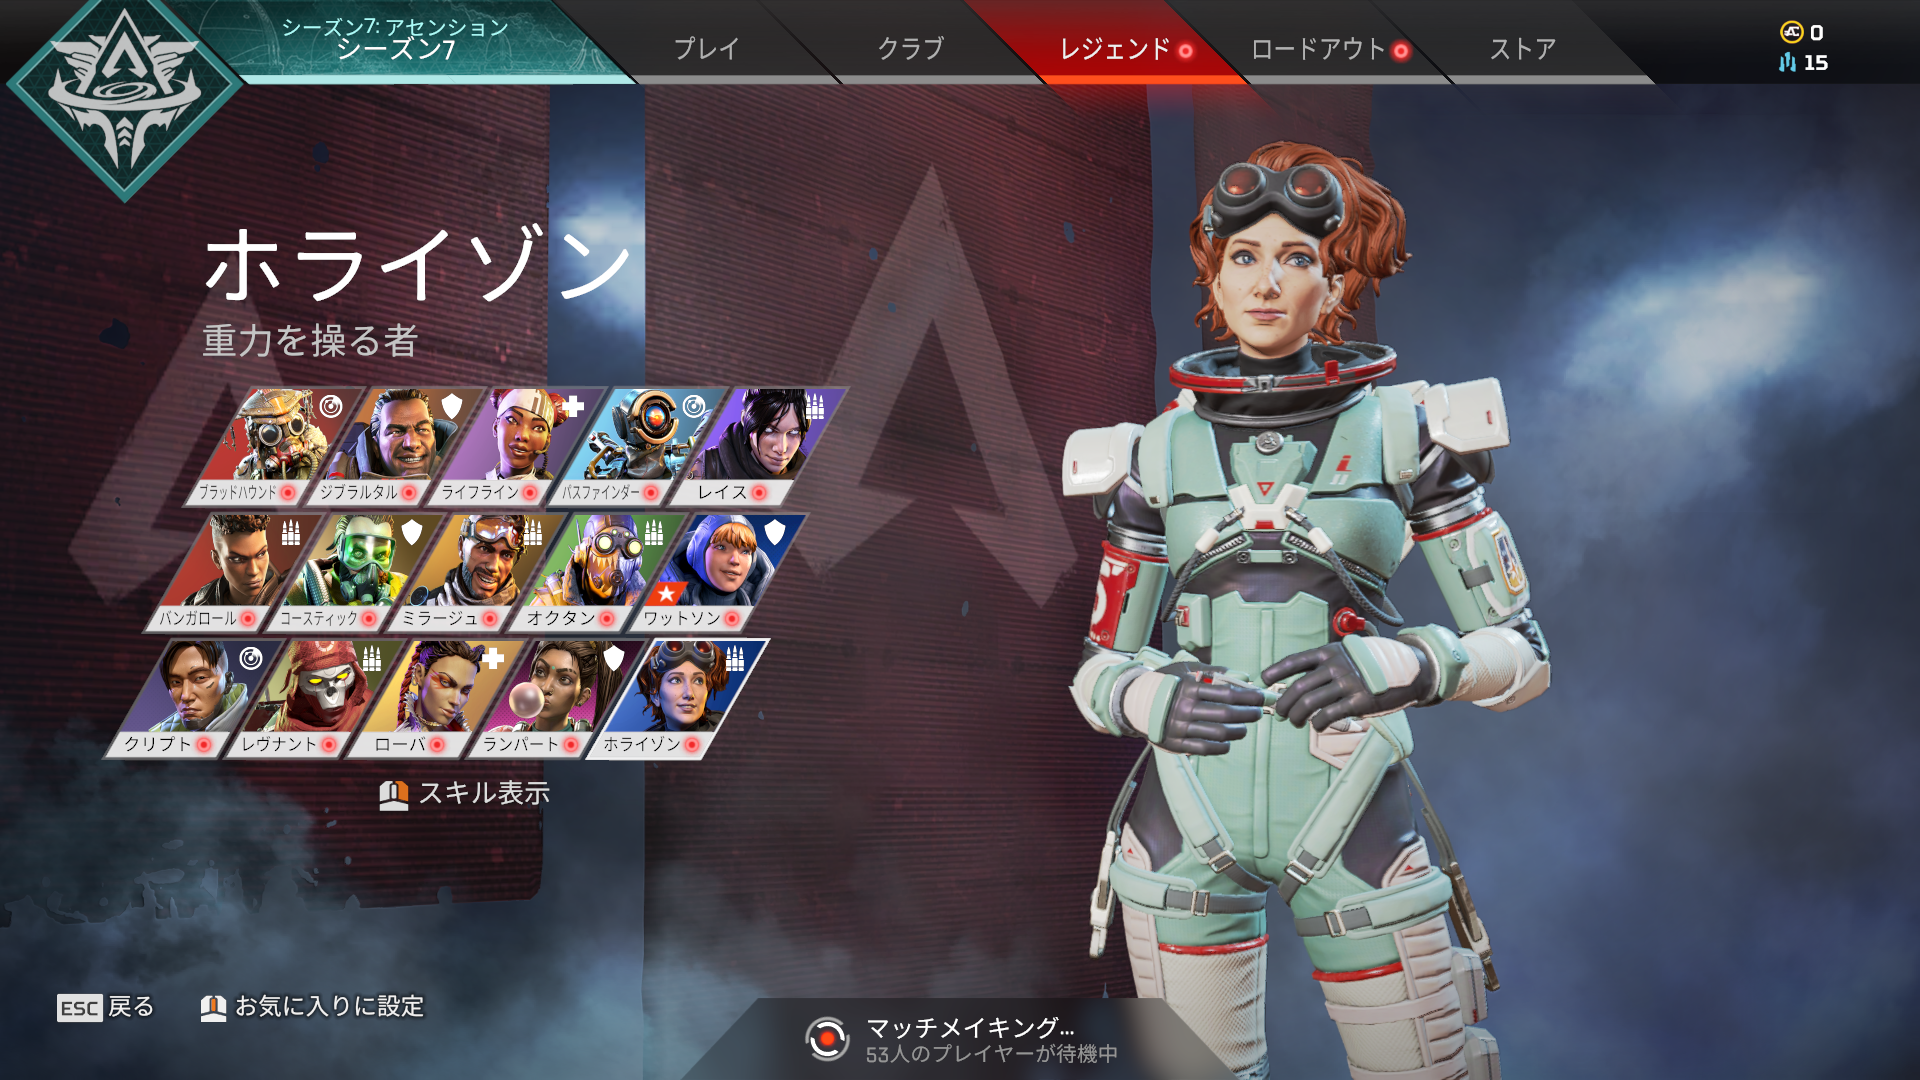 シーズン7: アセンション
シーズン7
プレイ
クラブ
レジェンド
ロードアウト
ストア
0
15
ホライゾン
重力を操る者
ブラッドハウンド
ジブラルタル
ライフライン
パスファインダー
レイス
バンガロール
コースティック
ミラージュ
オクタン
ワットソン
クリプト
レヴナント
ローバ
ランパート
ホライゾン
スキル表示
ESC 戻る
お気に入りに設定
マッチメイキング...
53人のプレイヤーが待機中